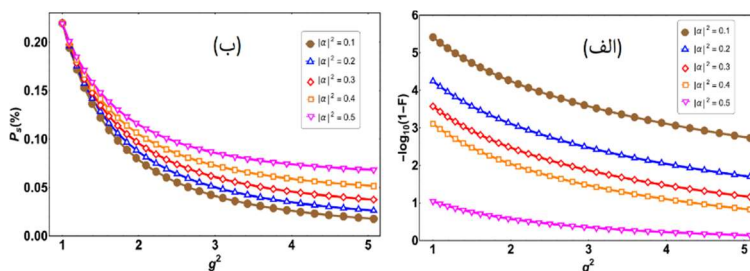 (ب)
|α|² = 0.1
|α|² = 0.2
|α|² = 0.3
|α|² = 0.4
|α|² = 0.5
Pₛ(%)
0.20
0.15
0.10
0.05
0.00
1 2 3 4 5
g²
(الف)
|α|² = 0.1
|α|² = 0.2
|α|² = 0.3
|α|² = 0.4
|α|² = 0.5
-log₁₀(1-F)
6
5
4
3
2
1
0
1 2 3 4 5
g²